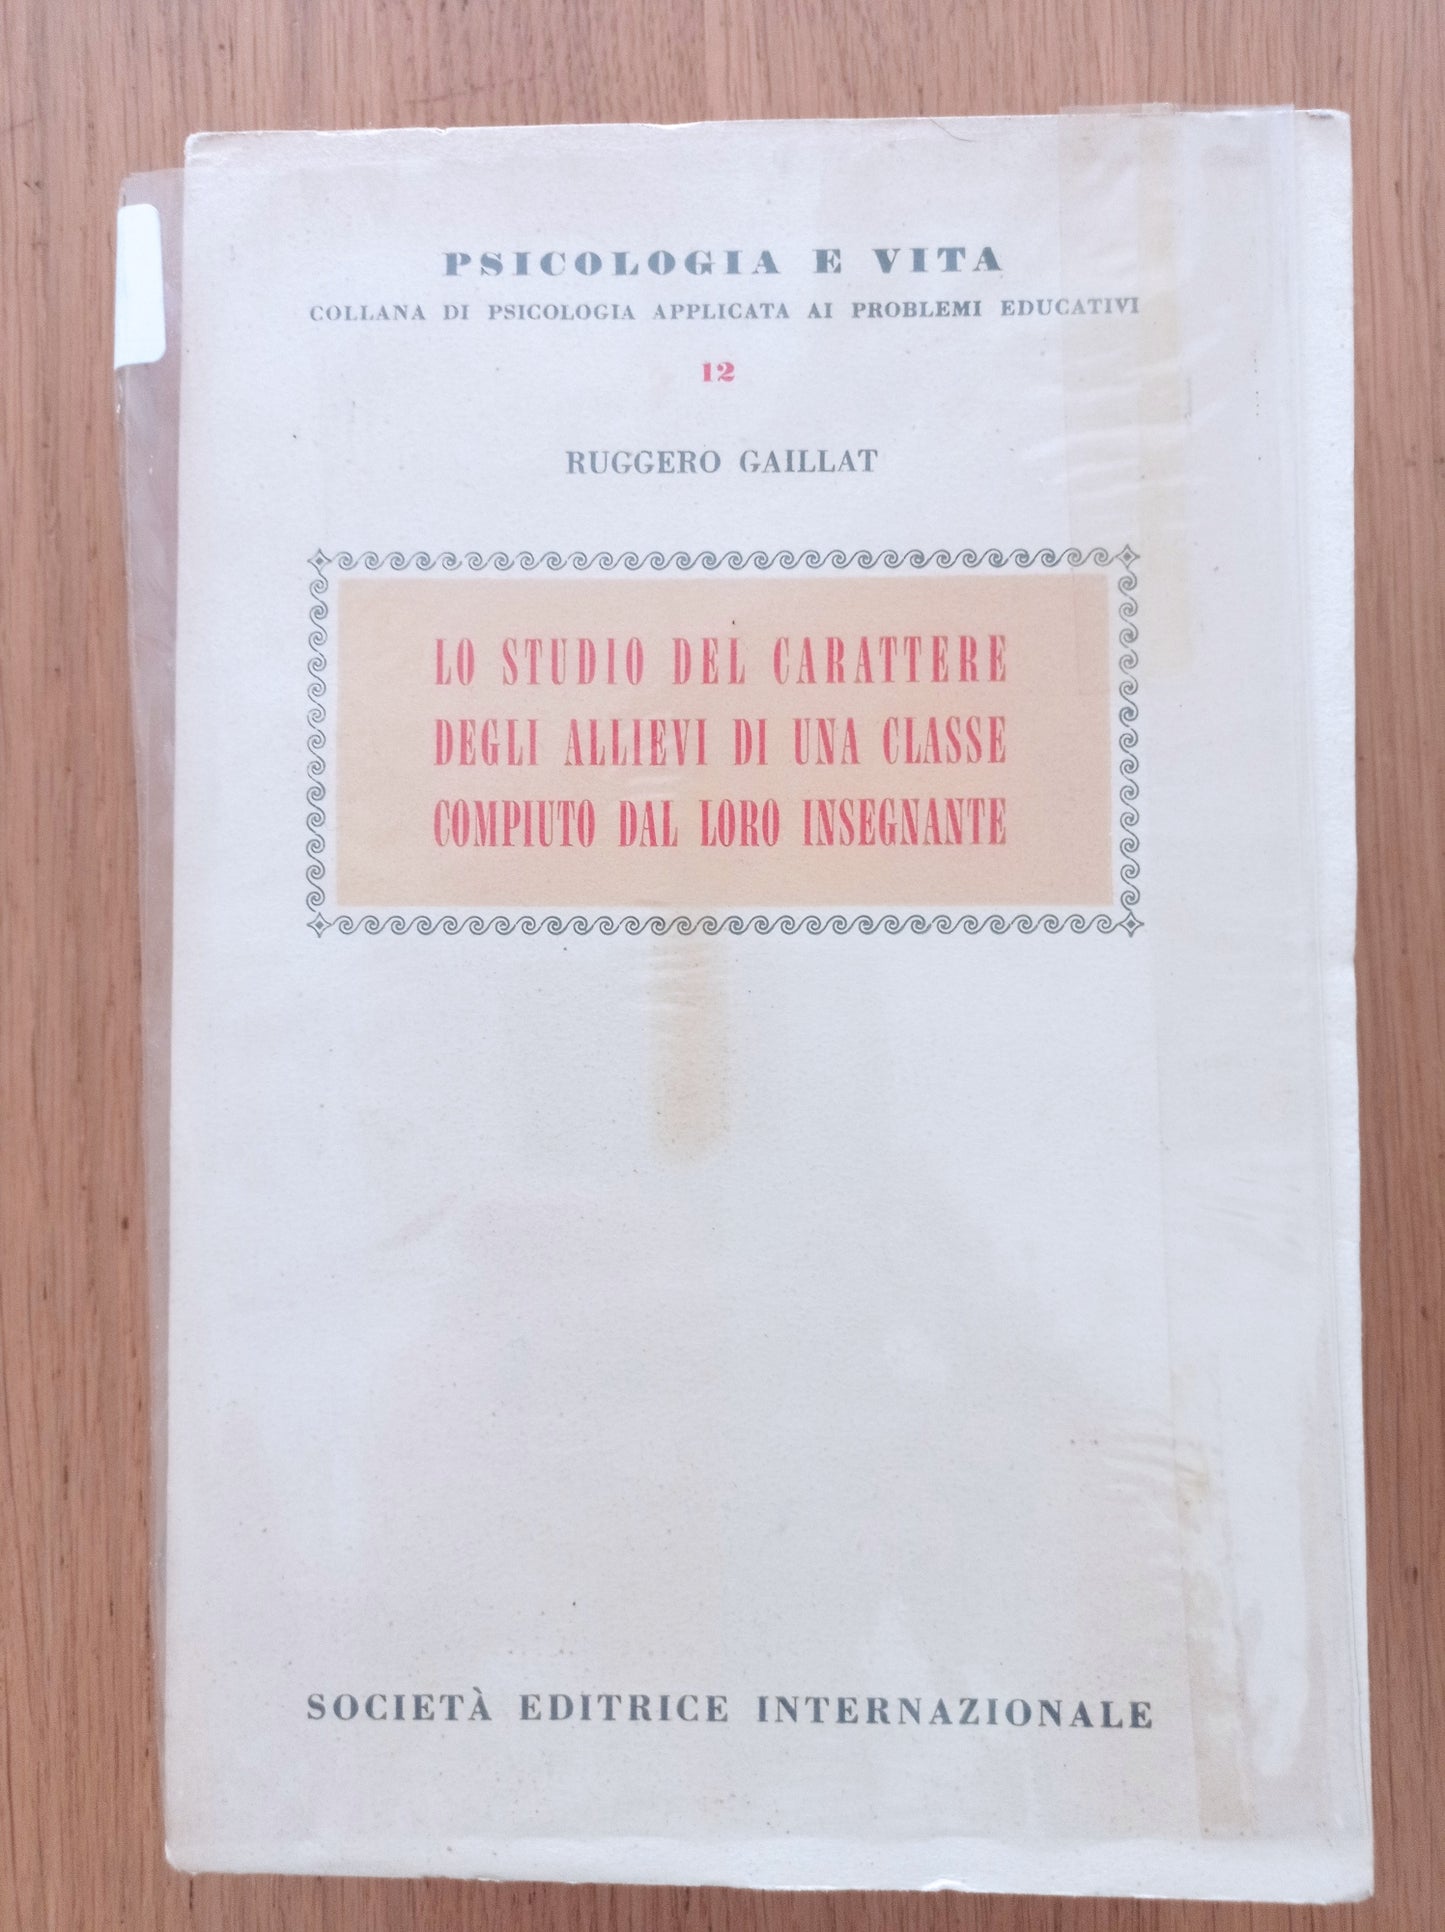 PSICOLOGIA E VITA
COLLANA DI PSICOLOGIA APPLICATA AI PROBLEMI EDUCATIVI
12
RUGGERO GAILLAT
LO STUDIO DEL CARATTERE
DEGLI ALLIEVI DI UNA CLASSE
COMPIUTO DAL LORO INSEGNANTE
SOCIETÀ EDITRICE INTERNAZIONALE